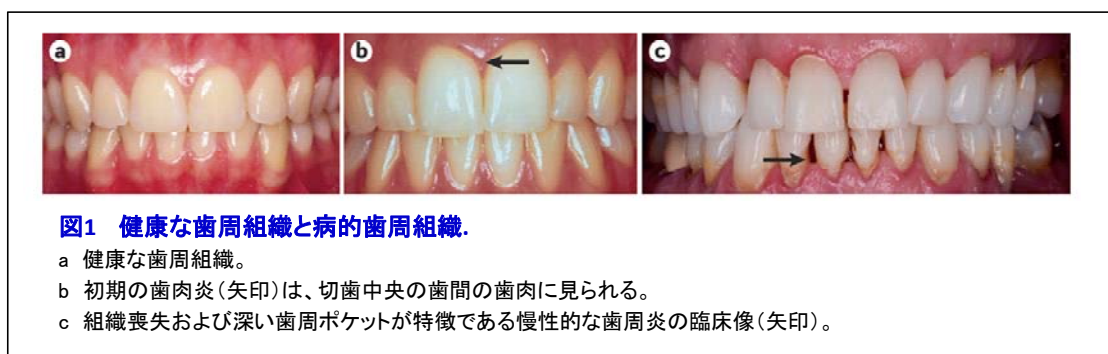 a
b
c
図1　健康な歯周組織と病的歯周組織.
a 健康な歯周組織。
b 初期の歯肉炎(矢印)は、切歯中央の歯間の歯肉に見られる。
c 組織喪失および深い歯周ポケットが特徴である慢性的な歯周炎の臨床像(矢印)。